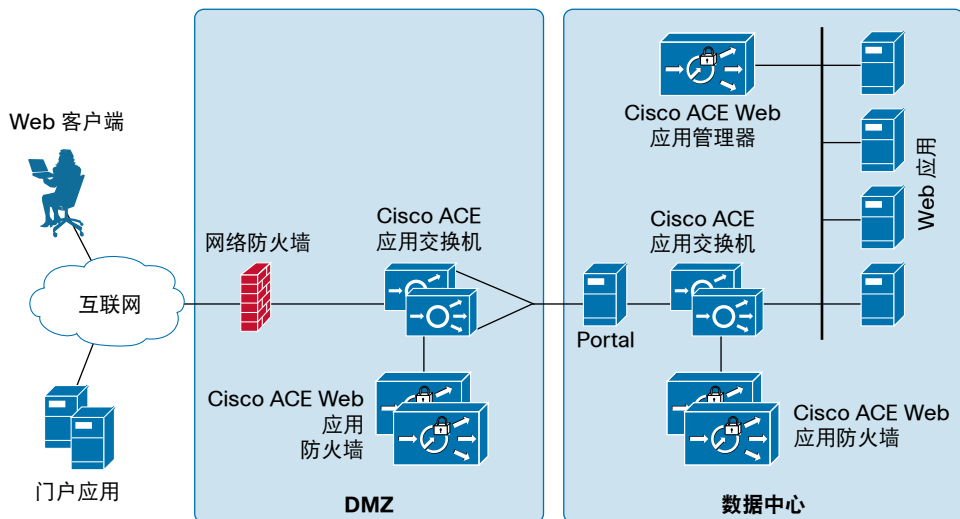 Web 客户端
互联网
门户应用
网络防火墙
Cisco ACE
应用交换机
Cisco ACE Web
应用
防火墙
DMZ
Cisco ACE Web
应用管理器
Cisco ACE
应用交换机
Portal
Web 应用
Cisco ACE Web
应用防火墙
数据中心